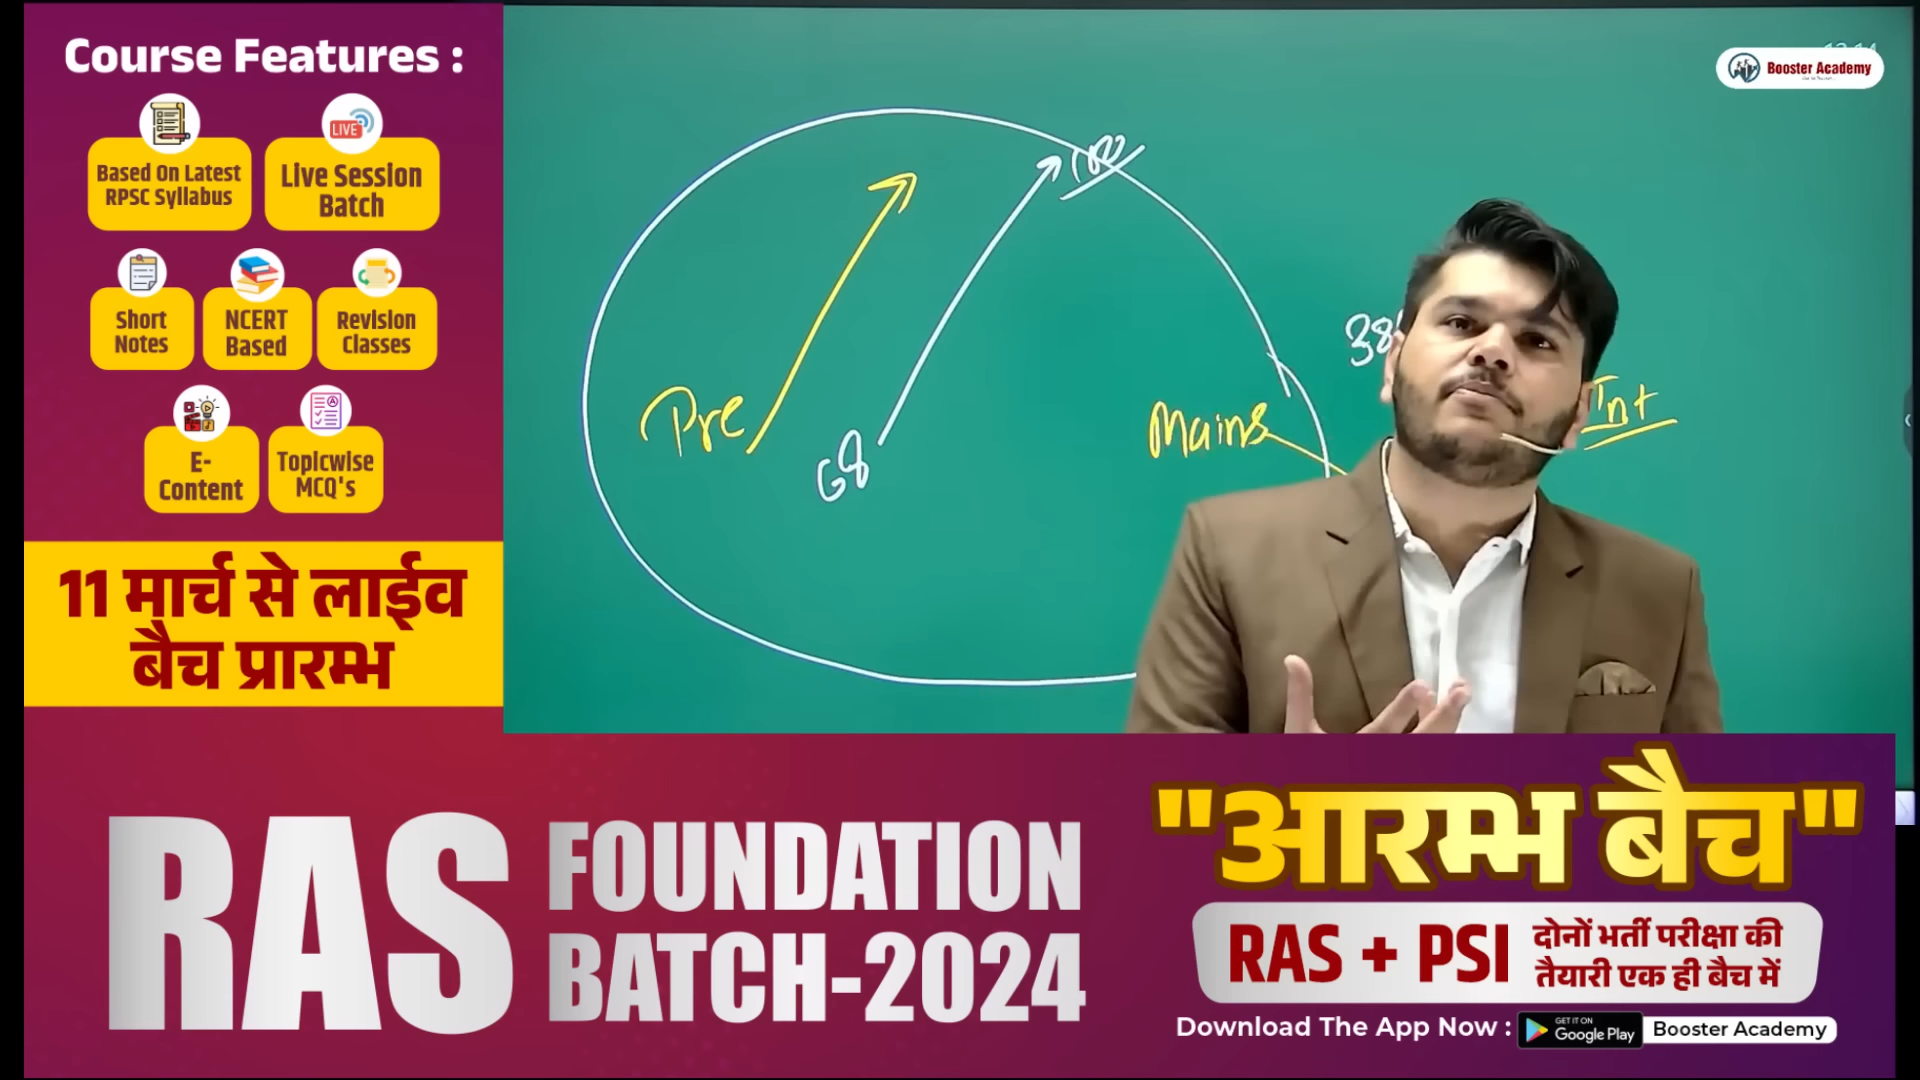 Course Features :
Based On Latest
RPSC Syllabus
LIVE
Live Session
Batch
Short
Notes
NCERT
Based
Revision
Classes
E-
Content
Topicwise
MCQ's
11 मार्च से लाईव
बैच प्रारम्भ
Booster Academy
Pre
68
Mains
38
Int
RAS
FOUNDATION
BATCH-2024
"आरम्भ बैच"
RAS + PSI
दोनों भर्ती परीक्षा की
तैयारी एक ही बैच में
Download The App Now :
GET IT ON
Google Play
Booster Academy